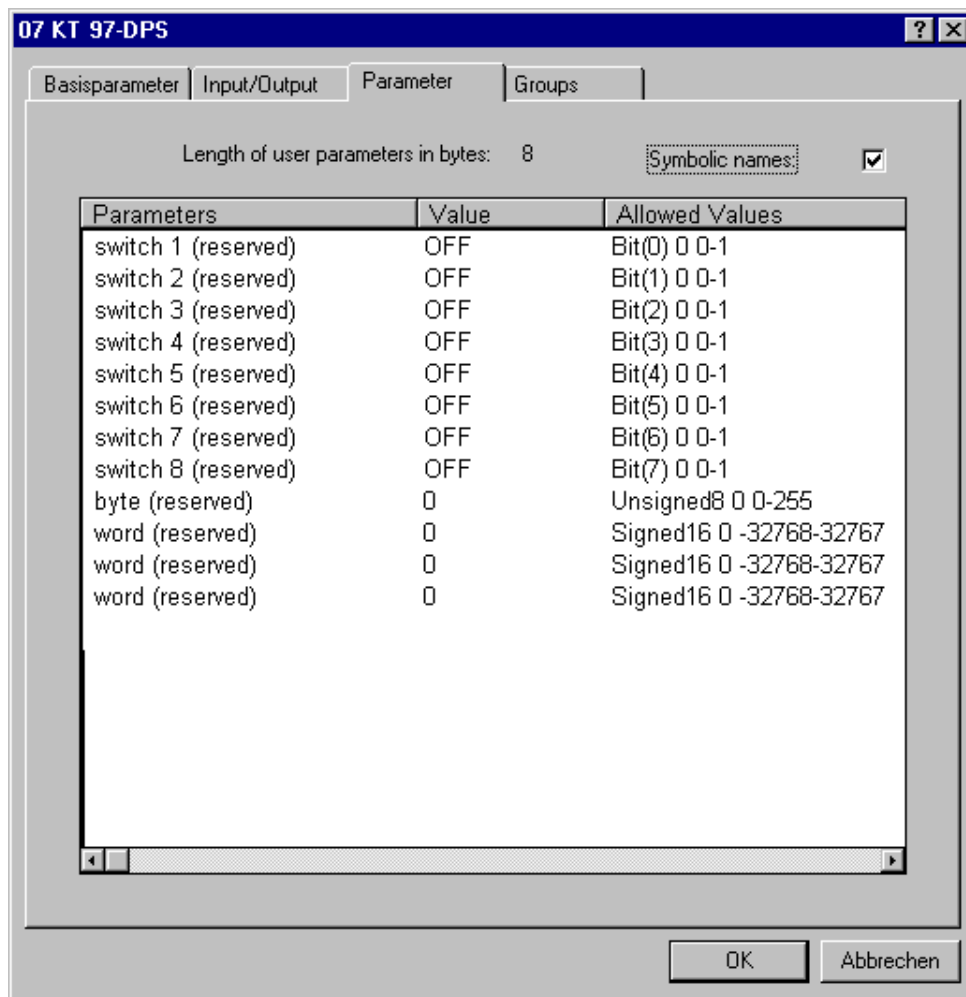 07 KT 97-DPS
Basisparameter Input/Output Parameter Groups
Length of user parameters in bytes: 8 Symbolic names:
Parameters Value Allowed Values
switch 1 (reserved) OFF Bit(0) 0 0-1
switch 2 (reserved) OFF Bit(1) 0 0-1
switch 3 (reserved) OFF Bit(2) 0 0-1
switch 4 (reserved) OFF Bit(3) 0 0-1
switch 5 (reserved) OFF Bit(4) 0 0-1
switch 6 (reserved) OFF Bit(5) 0 0-1
switch 7 (reserved) OFF Bit(6) 0 0-1
switch 8 (reserved) OFF Bit(7) 0 0-1
byte (reserved) 0 Unsigned8 0 0-255
word (reserved) 0 Signed16 0 -32768-32767
word (reserved) 0 Signed16 0 -32768-32767
word (reserved) 0 Signed16 0 -32768-32767
OK Abbrechen